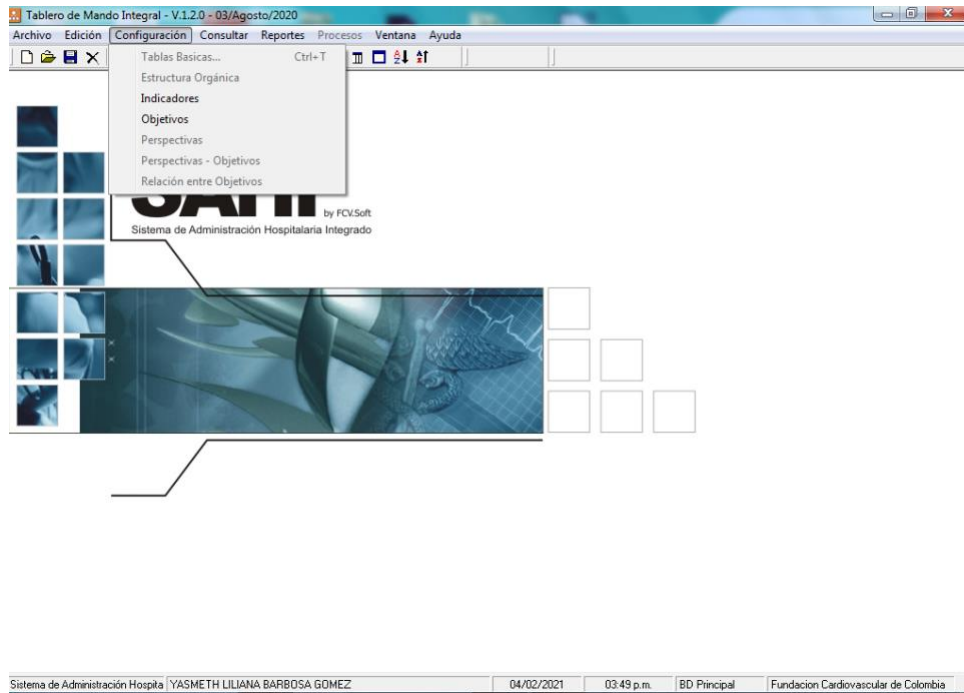 Tablero de Mando Integral - V.1.2.0 - 03/Agosto/2020
Archivo Edición Configuración Consultar Reportes Procesos Ventana Ayuda
Tablas Basicas... Ctrl+T
Estructura Orgánica
Indicadores
Objetivos
Perspectivas
Perspectivas - Objetivos
Relación entre Objetivos
by FCV.Soft
Sistema de Administración Hospitalaria Integrado
Sistema de Administración Hospita YASMETH LILIANA BARBOSA GOMEZ 04/02/2021 03:49 p.m. BD Principal Fundacion Cardiovascular de Colombia